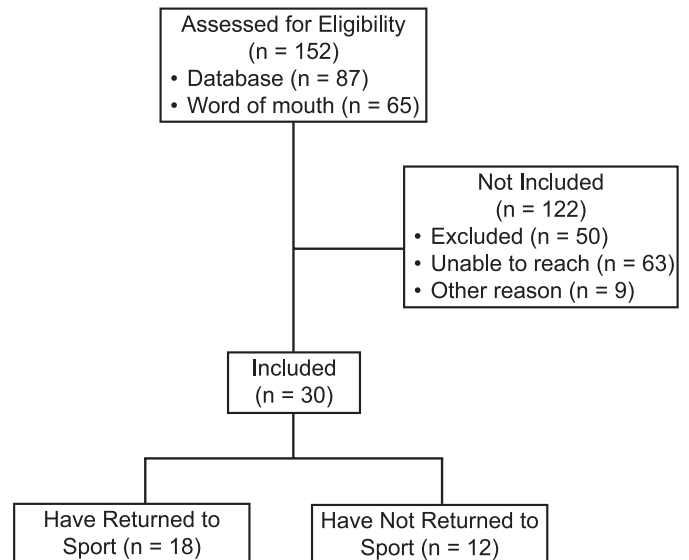 Assessed for Eligibility
(n = 152)
• Database (n = 87)
• Word of mouth (n = 65)
Not Included
(n = 122)
• Excluded (n = 50)
• Unable to reach (n = 63)
• Other reason (n = 9)
Included
(n = 30)
Have Returned to
Sport (n = 18)
Have Not Returned to
Sport (n = 12)